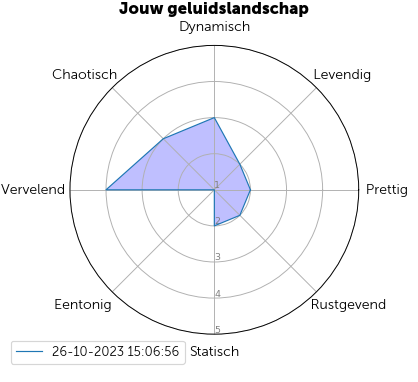 Jouw geluidslandschap
Dynamisch
Chaotisch
Levendig
Vervelend
1
Prettig
2
3
Eentonig
4
Rustgevend
5
26-10-2023 15:06:56
Statisch